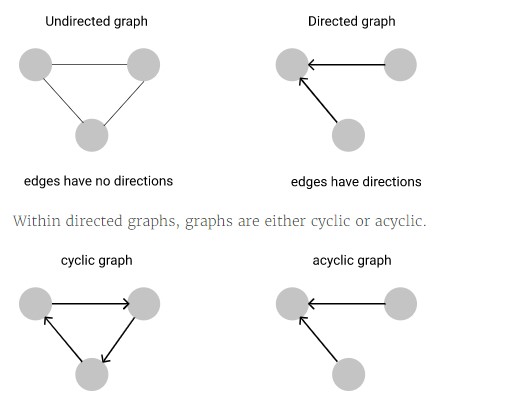 Undirected graph
Directed graph
edges have no directions
edges have directions
Within directed graphs, graphs are either cyclic or acyclic.
cyclic graph
acyclic graph